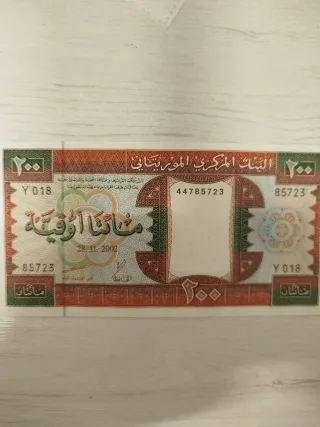 البنك المركزي الموريتاني
٢٠٠
٢٠٠
Y 018
44785723
85723
مائتا أوقية
28.11.2002
85723
Y 018
٢٠٠
مائتان
مائتان